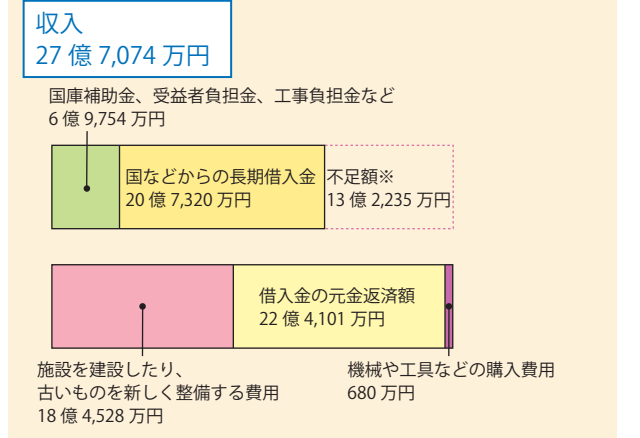 収入
27 億 7,074 万円
国庫補助金、受益者負担金、工事負担金など
6 億 9,754 万円
国などからの長期借入金
20 億 7,320 万円
不足額※
13 億 2,235 万円
借入金の元金返済額
22 億 4,101 万円
施設を建設したり、
古いものを新しく整備する費用
18 億 4,528 万円
機械や工具などの購入費用
680 万円